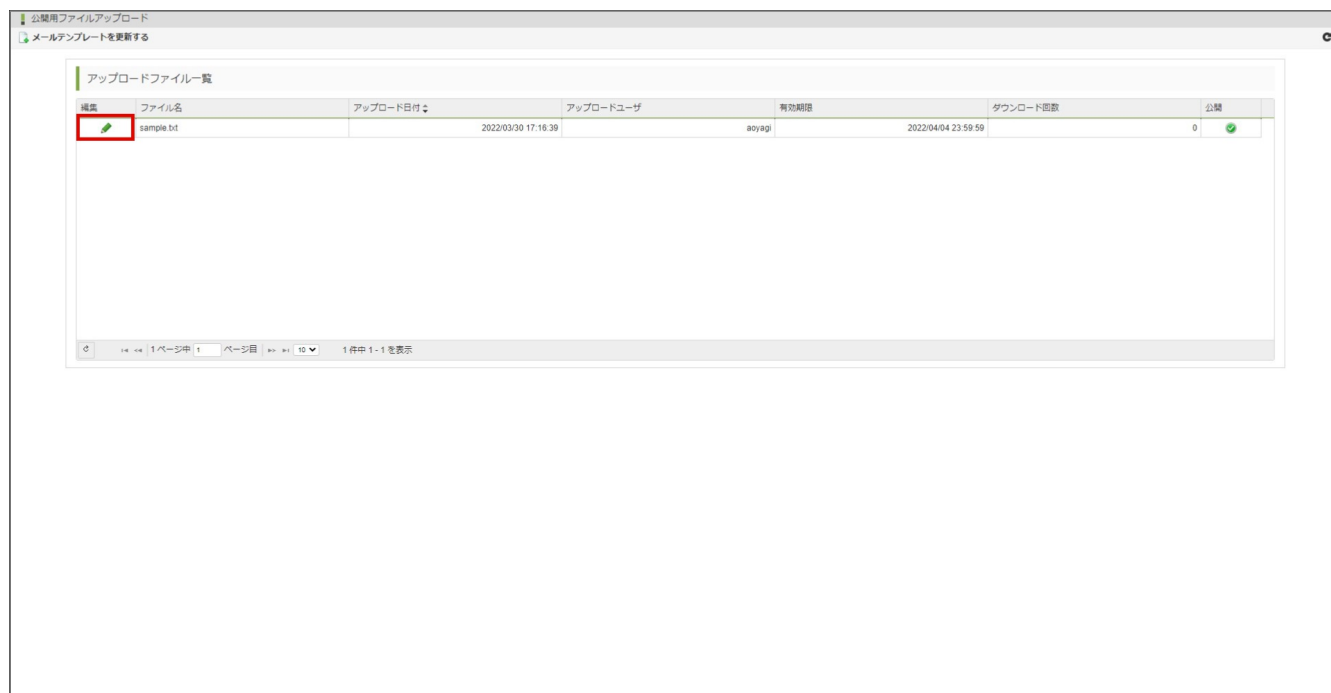 公開用ファイルアップロード
メールテンプレートを更新する
アップロードファイル一覧
編集 ファイル名 アップロード日付 アップロードユーザ 有効期限 ダウンロード回数 公開
sample.txt 2022/03/30 17:16:39 aoyagi 2022/04/04 23:59:59 0
1 ページ中 1 ページ目 10 1 件中 1 - 1 を表示